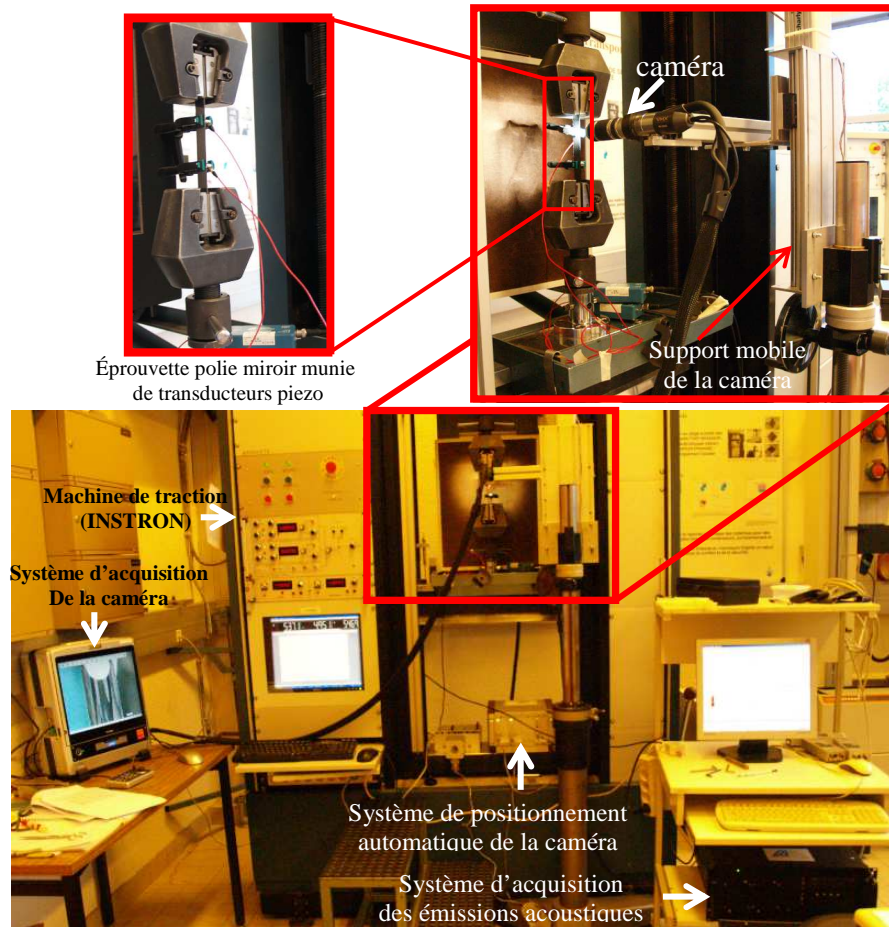 caméra
Support mobile
de la caméra
Éprouvette polie miroir munie
de transducteurs piezo
Machine de traction
(INSTRON)
Système d'acquisition
De la caméra
Système de positionnement
automatique de la caméra
Système d'acquisition
des émissions acoustiques